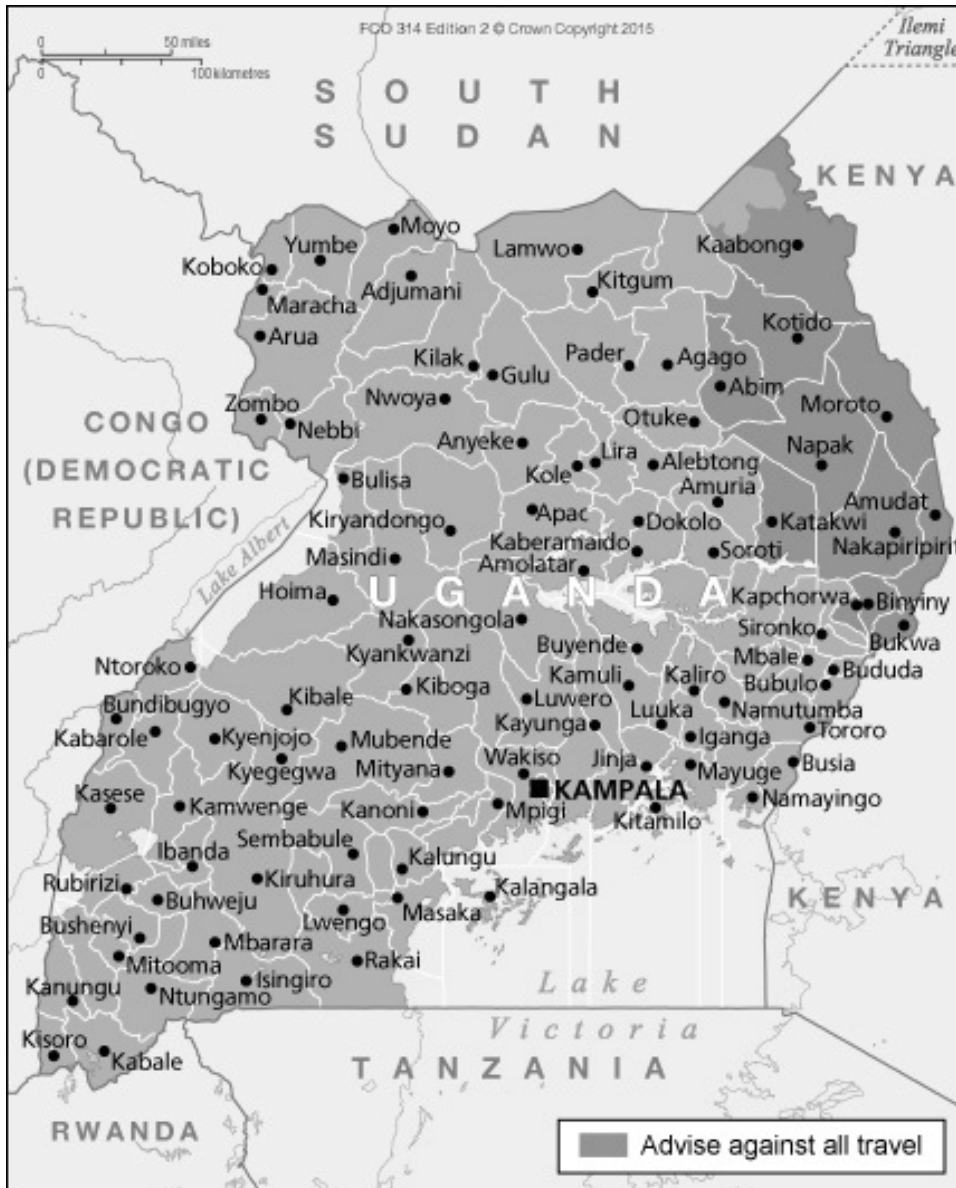 FCO 314 Edition 2 © Crown Copyright 2015
0 50 miles
0 100 kilometres
Ilemi
Triangle
SOUTH
SUDAN
KENYA
Moyo
Yumbe
Lamwo
Kaabong
Koboko
Adjumani
Kitgum
Maracha
Arua
Kotido
Kilak
Gulu
Pader
Agago
Abim
Nwoya
Zombo
Nebbi
Otuke
Moroto
CONGO
(DEMOCRATIC
REPUBLIC)
Anyeke
Napak
Kole
Lira
Alebtong
Bulisa
Amuria
Amudat
Apac
Kiryandongo
Dokolo
Katakwi
Nakapiripirit
Lake Albert
Masindi
Kaberamaido
Soroti
Amolatar
UGANDA
Hoima
Kapchorwa
Binyiny
Nakasongola
Sironko
Bukwa
Kyankwanzi
Buyende
Mbale
Ntoroko
Bududa
Kiboga
Kamuli
Kaliro
Bubulo
Bundibugyo
Kibale
Luwero
Namutumba
Kabarole
Kyenjojo
Mubende
Kayunga
Luuka
Iganga
Tororo
Kyegegwa
Mityana
Wakiso
Jinja
Mayuge
Busia
KAMPALA
Kasese
Kamwenge
Kanoni
Mpigi
Kitamilo
Namayingo
Ibanda
Sembabule
Kalungu
Rubirizi
Kiruhura
Kalangala
KENYA
Buhweju
Lwengo
Masaka
Bushenyi
Mbarara
Mitooma
Rakai
Kanungu
Ntungamo
Isingiro
Lake
Victoria
Kisoro
Kabale
TANZANIA
RWANDA
Advise against all travel